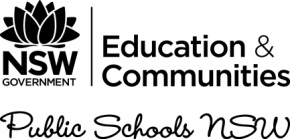 NSW
GOVERNMENT
Education &
Communities
Public Schools NSW